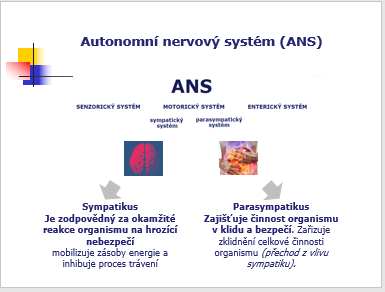 Autonomní nervový systém (ANS)
ANS
SENZORICKÝ SYSTÉM MOTORICKÝ SYSTÉM ENTERICKÝ SYSTÉM
sympatický parasympatický
systém systém
Sympatikus
Je zodpovědný za okamžité
reakce organismu na hrozící
nebezpečí
mobilizuje zásoby energie a
inhibuje proces trávení
Parasympatikus
Zajišťuje činnost organismu
v klidu a bezpečí. Zařizuje
zklidnění celkové činnosti
organismu (přechod z vlivu
sympatiku).